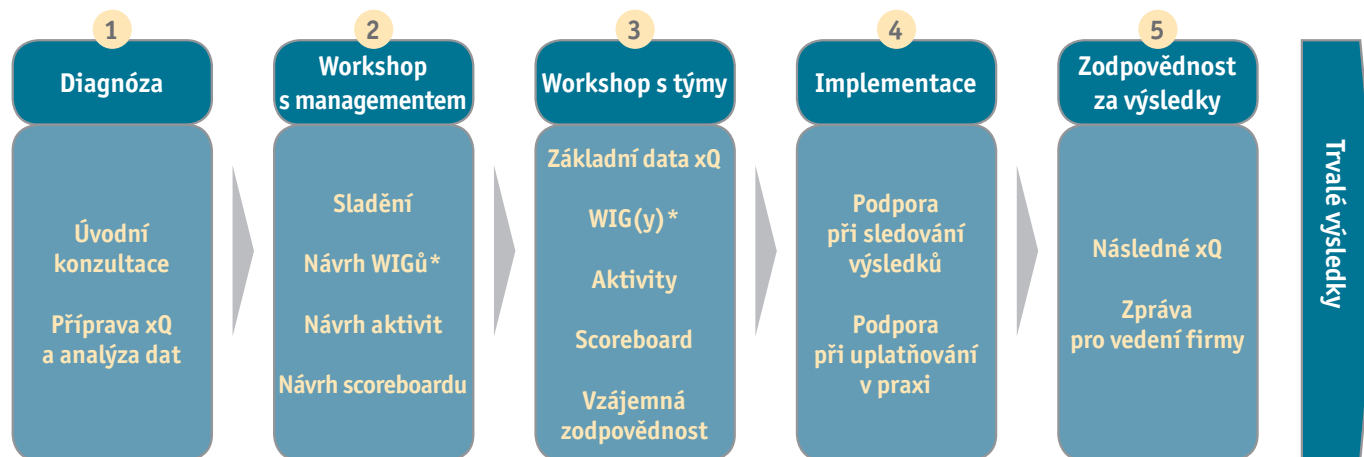 1
Diagnóza
Úvodní
konzultace
Příprava xQ
a analýza dat
2
Workshop
s managementem
Sladění
Návrh WIGů*
Návrh aktivit
Návrh scoreboardu
3
Workshop s týmy
Základní data xQ
WIG(y)*
Aktivity
Scoreboard
Vzájemná
zodpovědnost
4
Implementace
Podpora
při sledování
výsledků
Podpora
při uplatňování
v praxi
5
Zodpovědnost
za výsledky
Následné xQ
Zpráva
pro vedení firmy
Trvalé výsledky